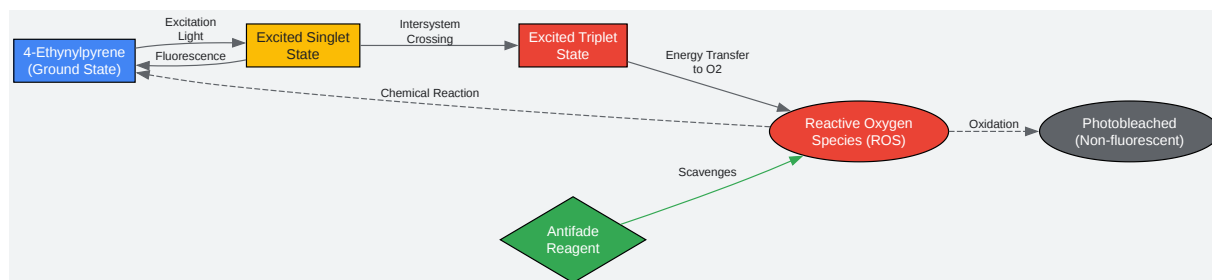 Excitation
Light
4-Ethynylpyrene
(Ground State)
Fluorescence
Excited Singlet
State
Intersystem
Crossing
Excited Triplet
State
Energy Transfer
to O2
Chemical Reaction
Reactive Oxygen
Species (ROS)
Oxidation
Photobleached
(Non-fluorescent)
Scavenges
Antifade
Reagent